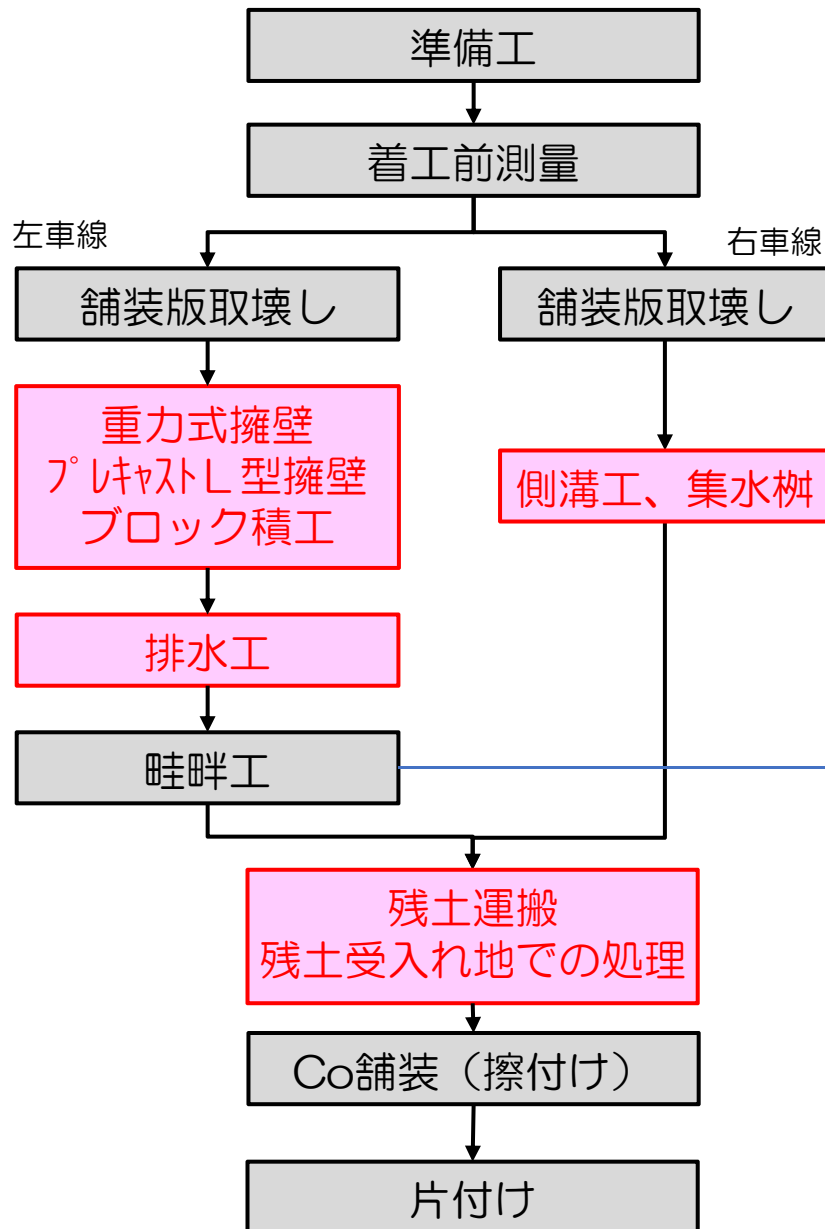 準備工
着工前測量
左車線
右車線
舗装版取壊し
舗装版取壊し
重力式擁壁
ﾌﾟﾚｷｬｽﾄL型擁壁
ブロック積工
側溝工、集水桝
排水工
畦畔工
残土運搬
残土受入れ地での処理
Co舗装（擦付け）
片付け